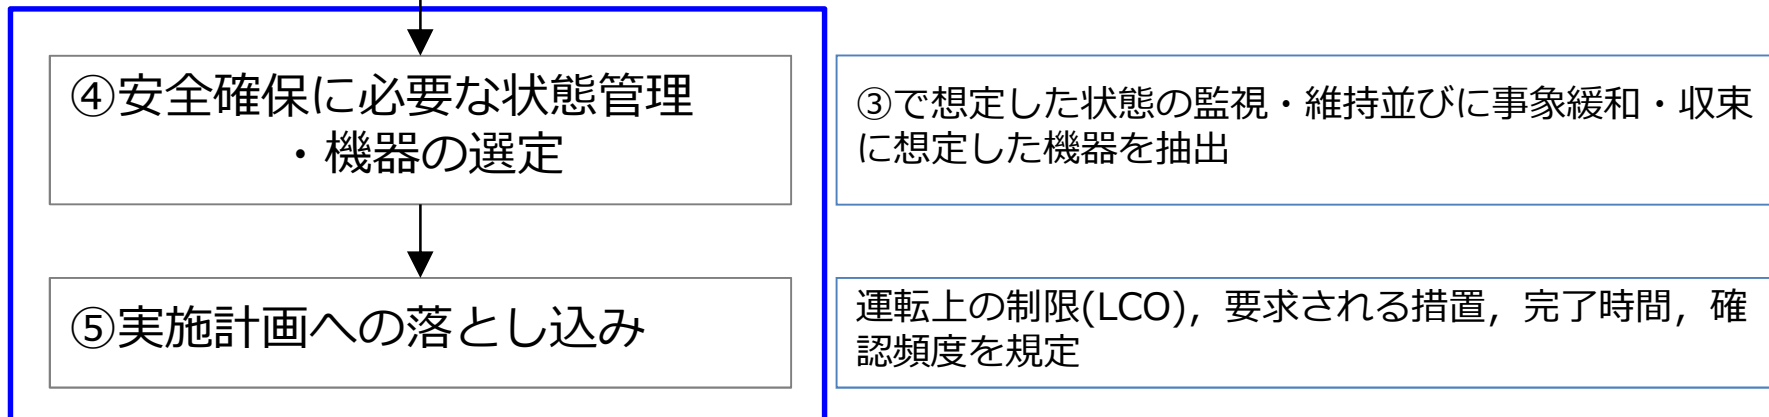 ④安全確保に必要な状態管理
・機器の選定
③で想定した状態の監視・維持並びに事象緩和・収束
に想定した機器を抽出
⑤実施計画への落とし込み
運転上の制限(LCO)，要求される措置，完了時間，確
認頻度を規定